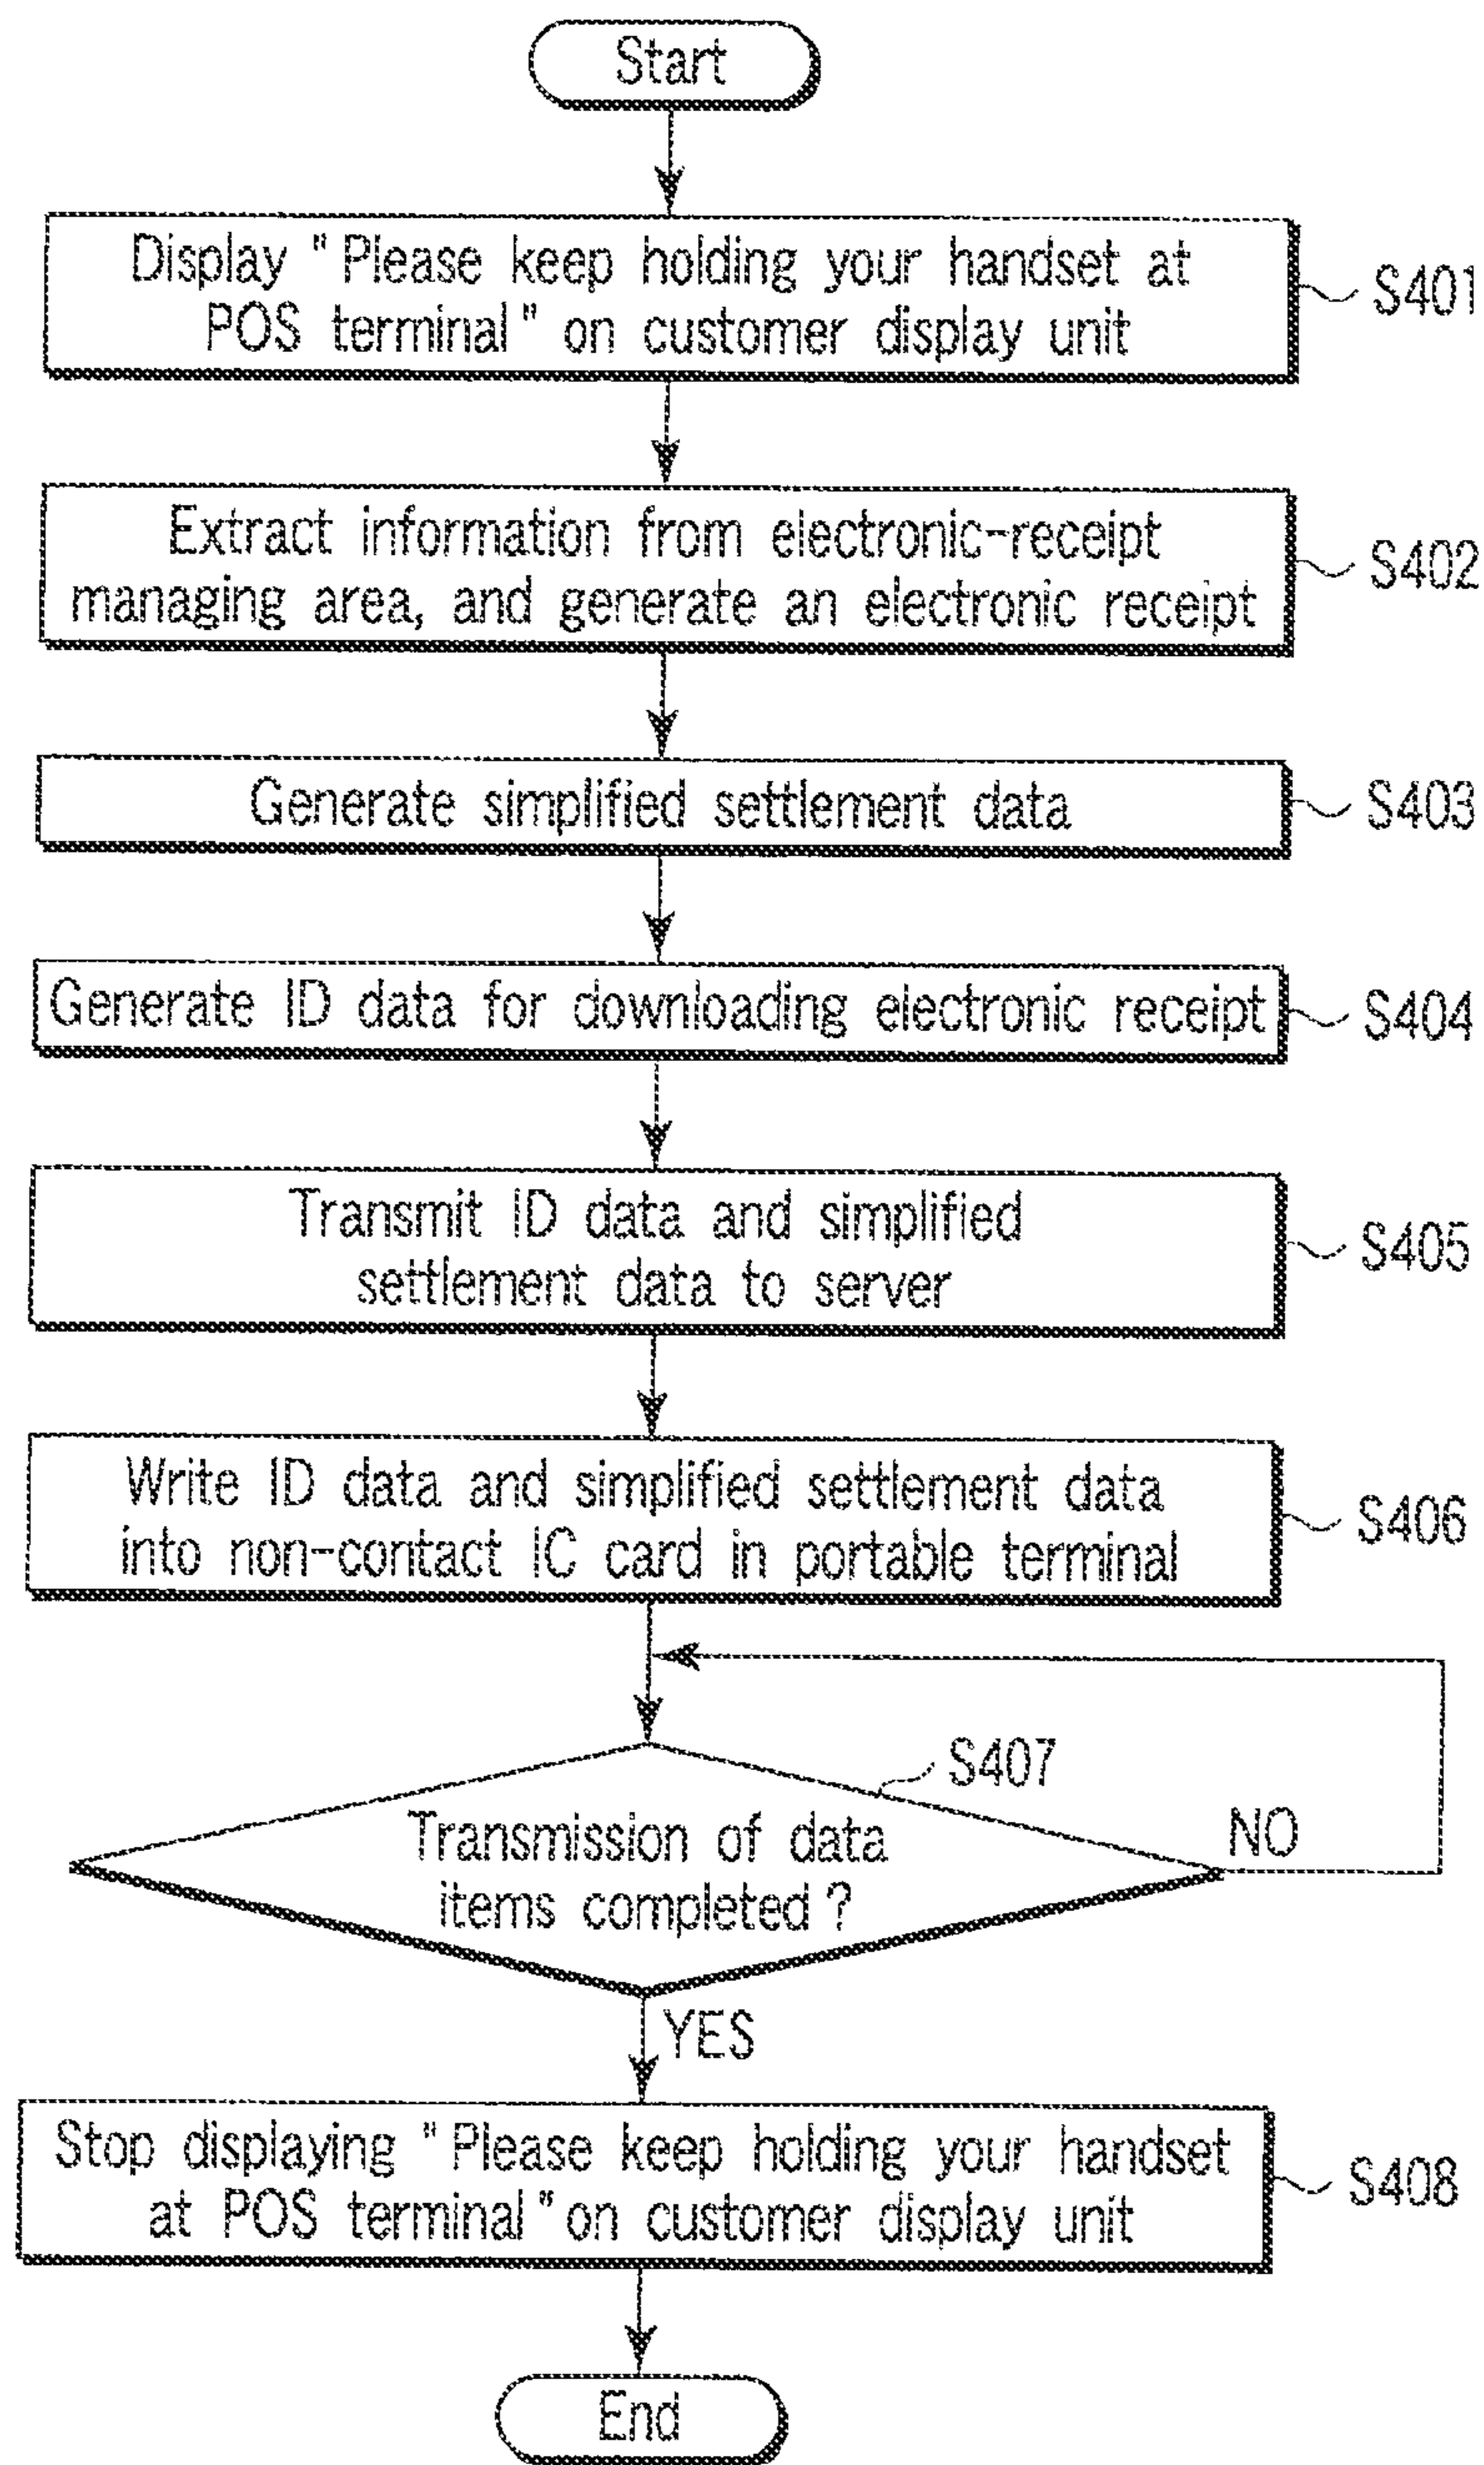 Start
Display "Please keep holding your handset at
POS terminal" on customer display unit
S401
Extract information from electronic-receipt
managing area, and generate an electronic receipt
S402
Generate simplified settlement data
S403
Generate ID data for downloading electronic receipt
S404
Transmit ID data and simplified
settlement data to server
S405
Write ID data and simplified settlement data
into non-contact IC card in portable terminal
S406
S407
Transmission of data
items completed?
NO
YES
Stop displaying "Please keep holding your handset
at POS terminal" on customer display unit
S408
End